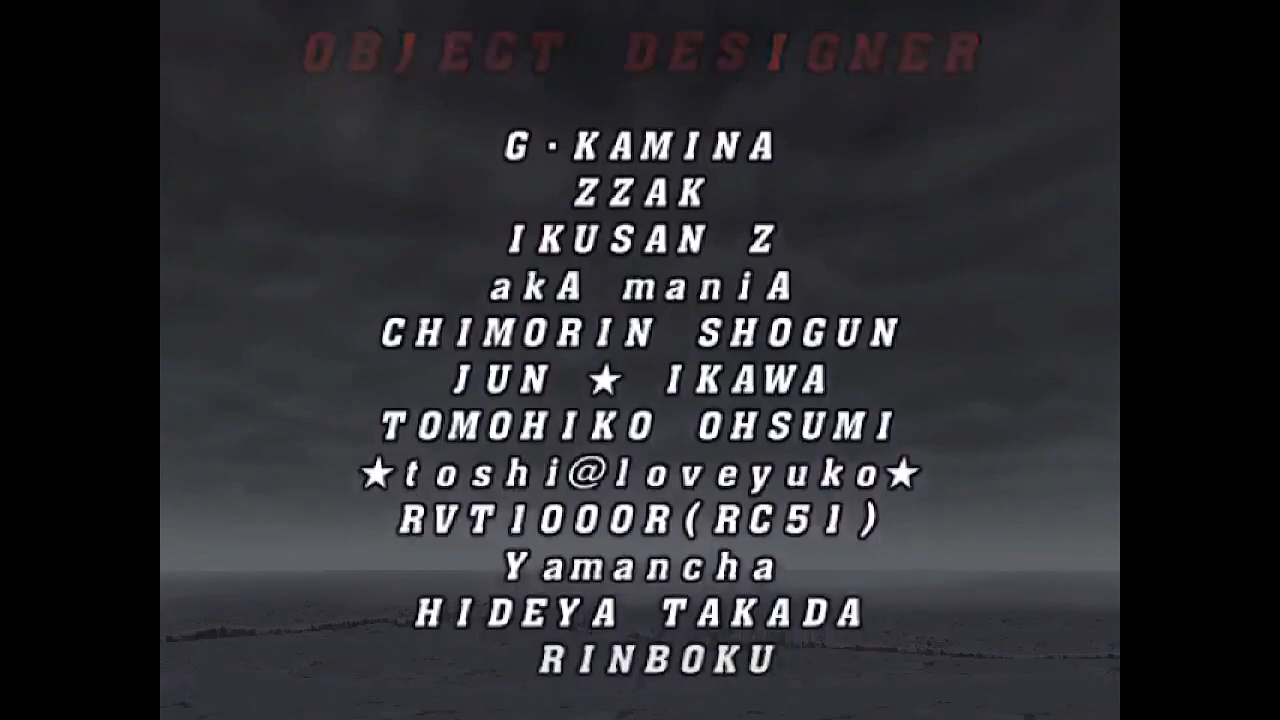 OBJECT DESIGNER
G·KAMINA
ZZAK
IKUSAN Z
akA maniA
CHIMORIN SHOGUN
JUN ★ IKAWA
TOMOHIKO OHSUMI
★toshi@loveyuko★
RVT1000R(RC51)
Yamancha
HIDEYA TAKADA
RINBOKU